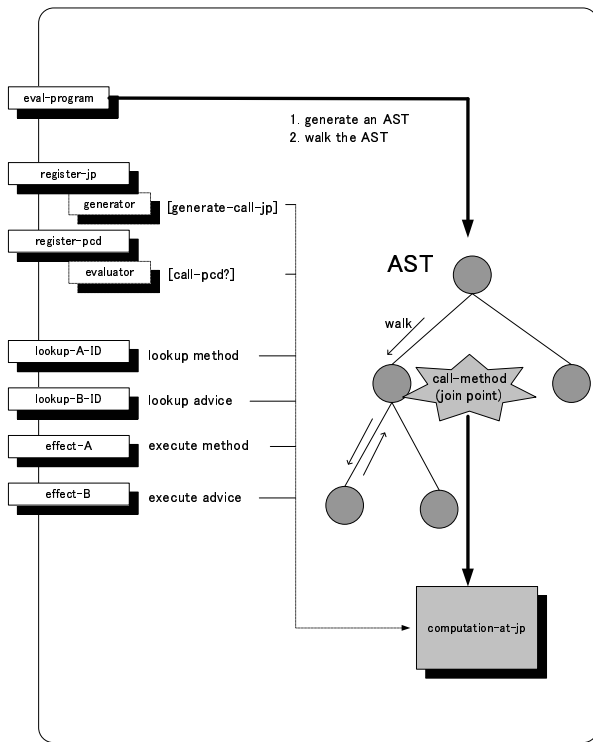 eval-program
1. generate an AST
2. walk the AST
register-jp
generator [generate-call-jp]
register-pcd
evaluator [call-pcd?]
AST
walk
lookup-A-ID lookup method
call-method
(join point)
lookup-B-ID lookup advice
effect-A execute method
effect-B execute advice
computation-at-jp